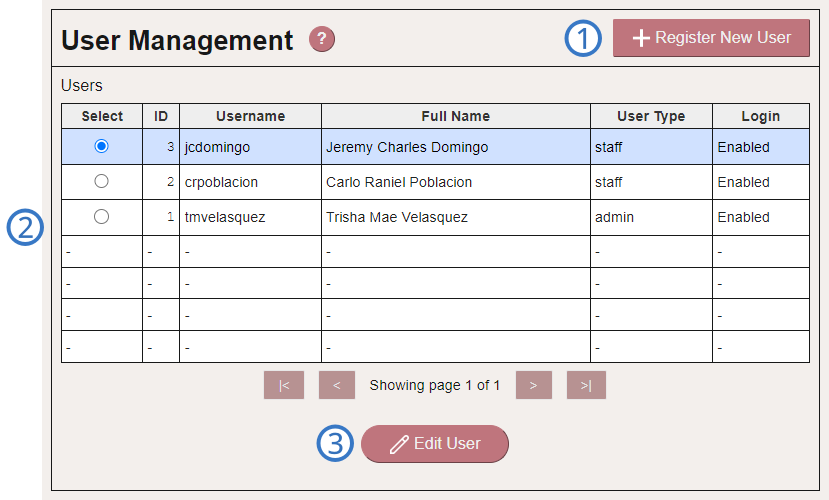 User Management ? ① + Register New User
Users
Select ID Username Full Name User Type Login
3 jcdomingo Jeremy Charles Domingo staff Enabled
2 crpoblacion Carlo Raniel Poblacion staff Enabled
② 1 tmvelasquez Trisha Mae Velasquez admin Enabled
- - - - - -
- - - - - -
- - - - - -
- - - - - -
|< < Showing page 1 of 1 > >|
③ Edit User